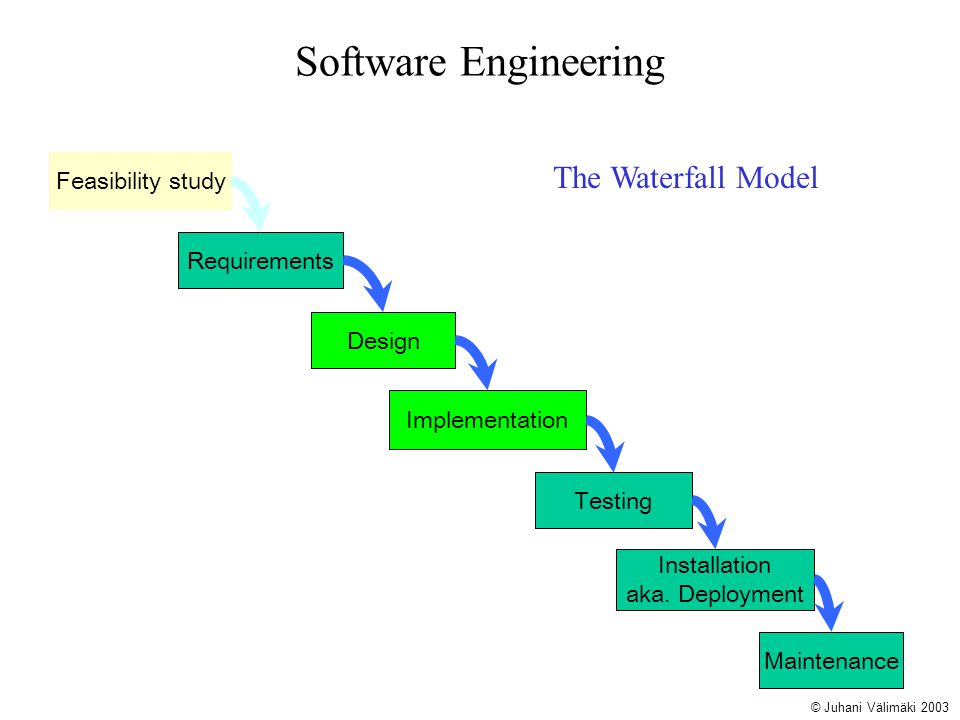 Software Engineering
The Waterfall Model
Feasibility study
Requirements
Design
Implementation
Testing
Installation
aka. Deployment
Maintenance
© Juhani Välimäki 2003